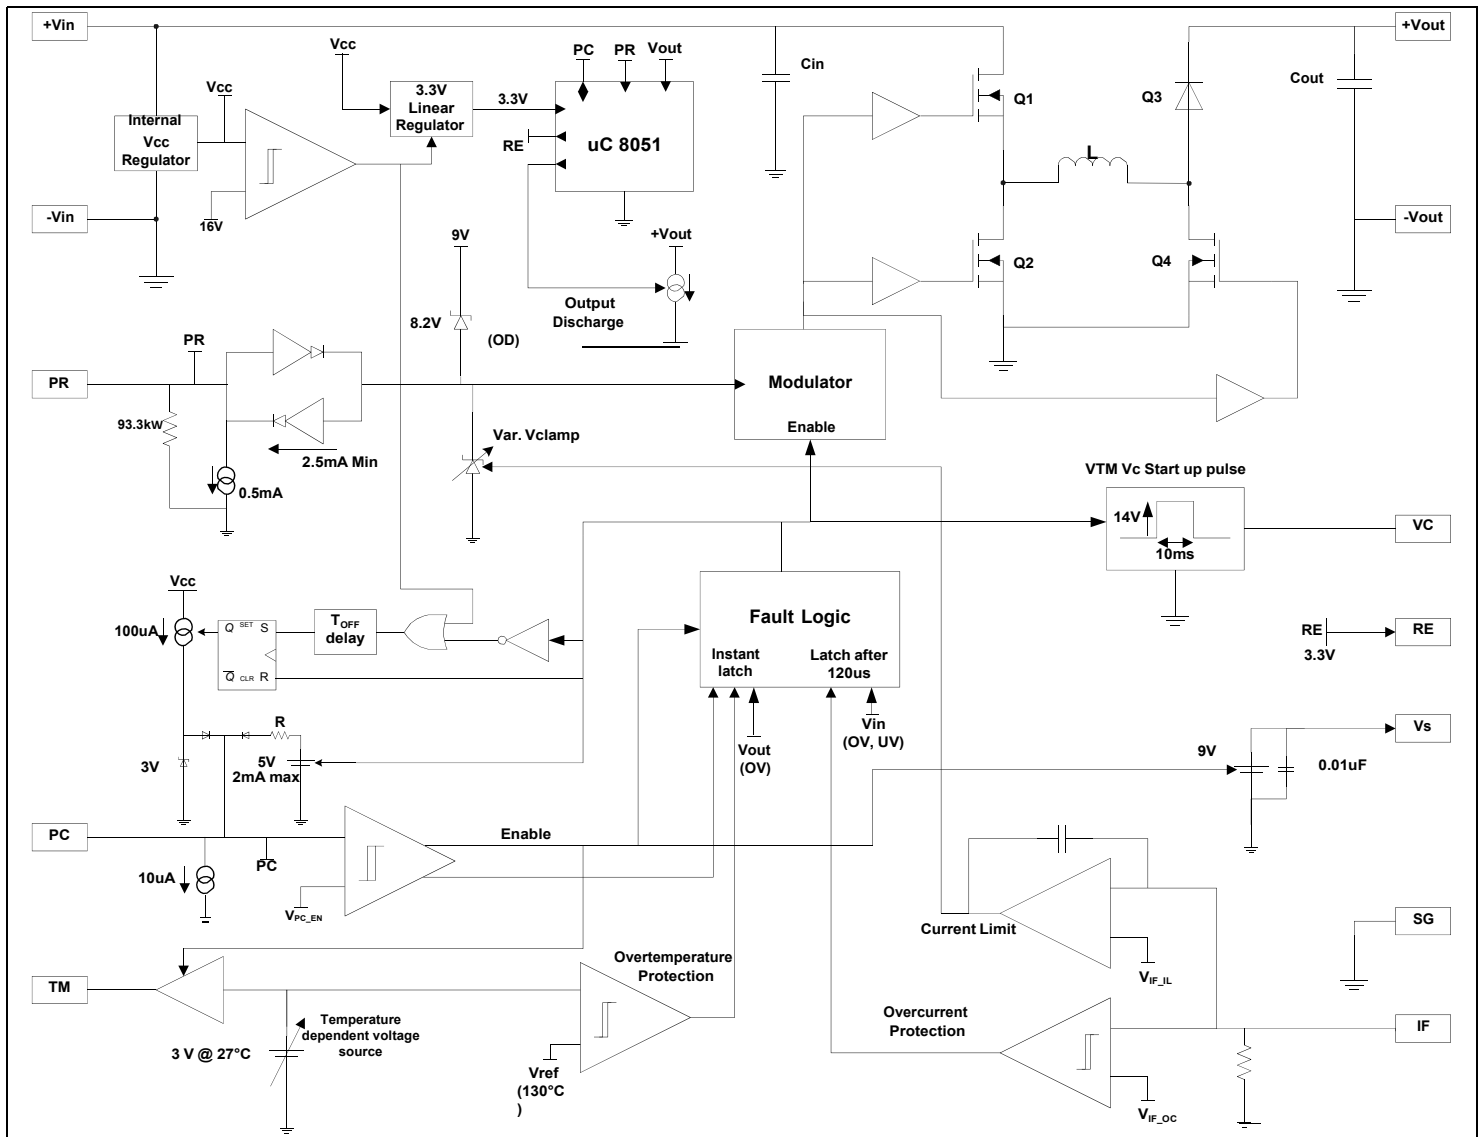 +Vin
-Vin
Vcc
Internal
Vcc
Regulator
16V
Vcc
3.3V
Linear
Regulator
3.3V
PC
PR
Vout
RE
uC 8051
Cin
Q1
Q2
Q3
Q4
L
Cout
+Vout
-Vout
+Vout
Output
Discharge
(OD)
9V
8.2V
PR
PR
93.3kW
0.5mA
2.5mA Min
Var. Vclamp
Modulator
Enable
VTM Vc Start up pulse
14V
10ms
VC
Vcc
100uA
Q SET S
Q CLR R
TOFF
delay
Fault Logic
Instant
latch
Latch after
120us
Vout
(OV)
Vin
(OV, UV)
RE
3.3V
RE
3V
R
5V
2mA max
9V
0.01uF
Vs
PC
PC
10uA
VPC_EN
Enable
Current Limit
VIF_IL
SG
TM
3 V @ 27°C
Temperature
dependent voltage
source
Overtemperature
Protection
Vref
(130°C
)
Overcurrent
Protection
VIF_OC
IF